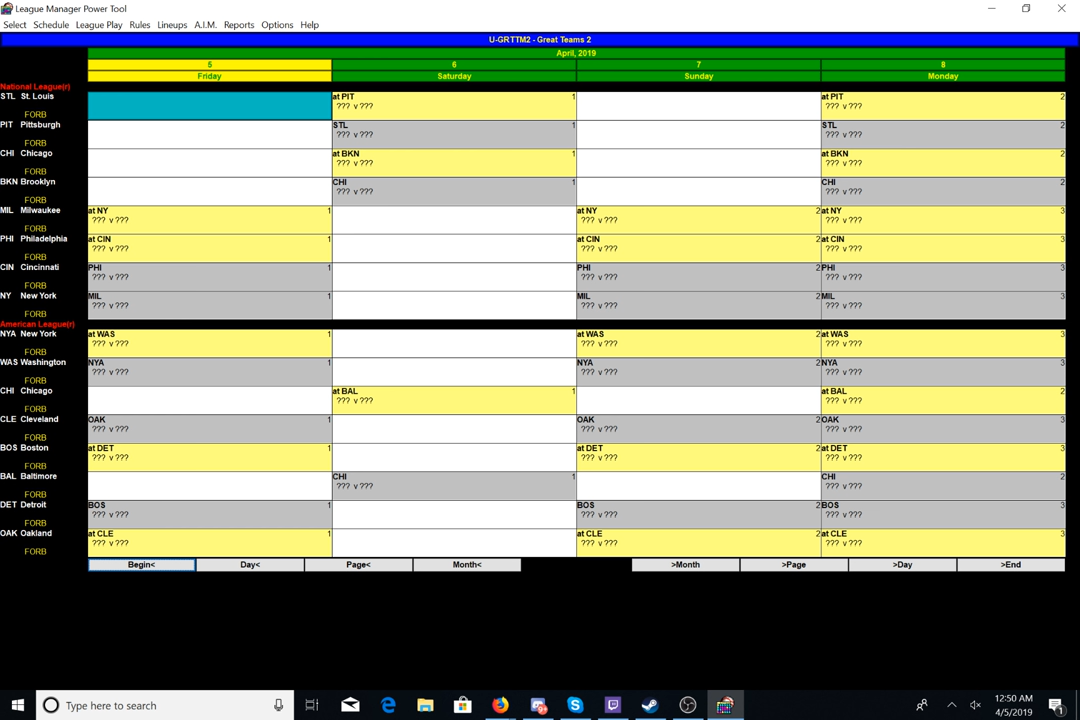 League Manager Power Tool
Select Schedule League Play Rules Lineups A.I.M. Reports Options Help
U-GRTTM2 - Great Teams 2
April, 2019
5 6 7 8
Friday Saturday Sunday Monday
National League(r)
STL St. Louis at PIT 1 at PIT 2
??? v ??? ??? v ???
FORB
PIT Pittsburgh STL 1 STL 2
??? v ??? ??? v ???
FORB
CHI Chicago at BKN 1 at BKN 2
??? v ??? ??? v ???
FORB
BKN Brooklyn CHI 1 CHI 2
??? v ??? ??? v ???
FORB
MIL Milwaukee at NY 1 at NY 2 at NY 3
??? v ??? ??? v ??? ??? v ???
FORB
PHI Philadelphia at CIN 1 at CIN 2 at CIN 3
??? v ??? ??? v ??? ??? v ???
FORB
CIN Cincinnati PHI 1 PHI 2 PHI 3
??? v ??? ??? v ??? ??? v ???
FORB
NY New York MIL 1 MIL 2 MIL 3
??? v ??? ??? v ??? ??? v ???
FORB
American League(r)
NYA New York at WAS 1 at WAS 2 at WAS 3
??? v ??? ??? v ??? ??? v ???
FORB
WAS Washington NYA 1 NYA 2 NYA 3
??? v ??? ??? v ??? ??? v ???
FORB
CHI Chicago at BAL 1 at BAL 2
??? v ??? ??? v ???
FORB
CLE Cleveland OAK 1 OAK 2 OAK 3
??? v ??? ??? v ??? ??? v ???
FORB
BOS Boston at DET 1 at DET 2 at DET 3
??? v ??? ??? v ??? ??? v ???
FORB
BAL Baltimore CHI 1 CHI 2
??? v ??? ??? v ???
FORB
DET Detroit BOS 1 BOS 2 BOS 3
??? v ??? ??? v ??? ??? v ???
FORB
OAK Oakland at CLE 1 at CLE 2 at CLE 3
??? v ??? ??? v ??? ??? v ???
FORB
Begin< Day< Page< Month< >Month >Page >Day >End
Type here to search
12:50 AM
4/5/2019
1